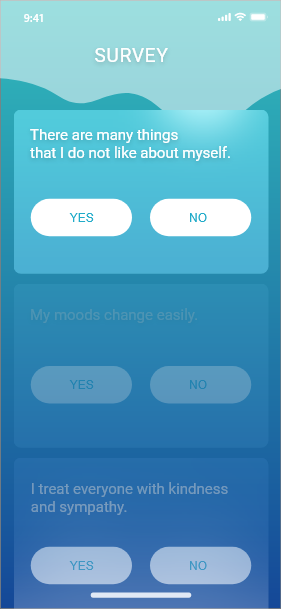 9:41
SURVEY
There are many things
that I do not like about myself.
YES NO
My moods change easily.
YES NO
I treat everyone with kindness
and sympathy.
YES NO